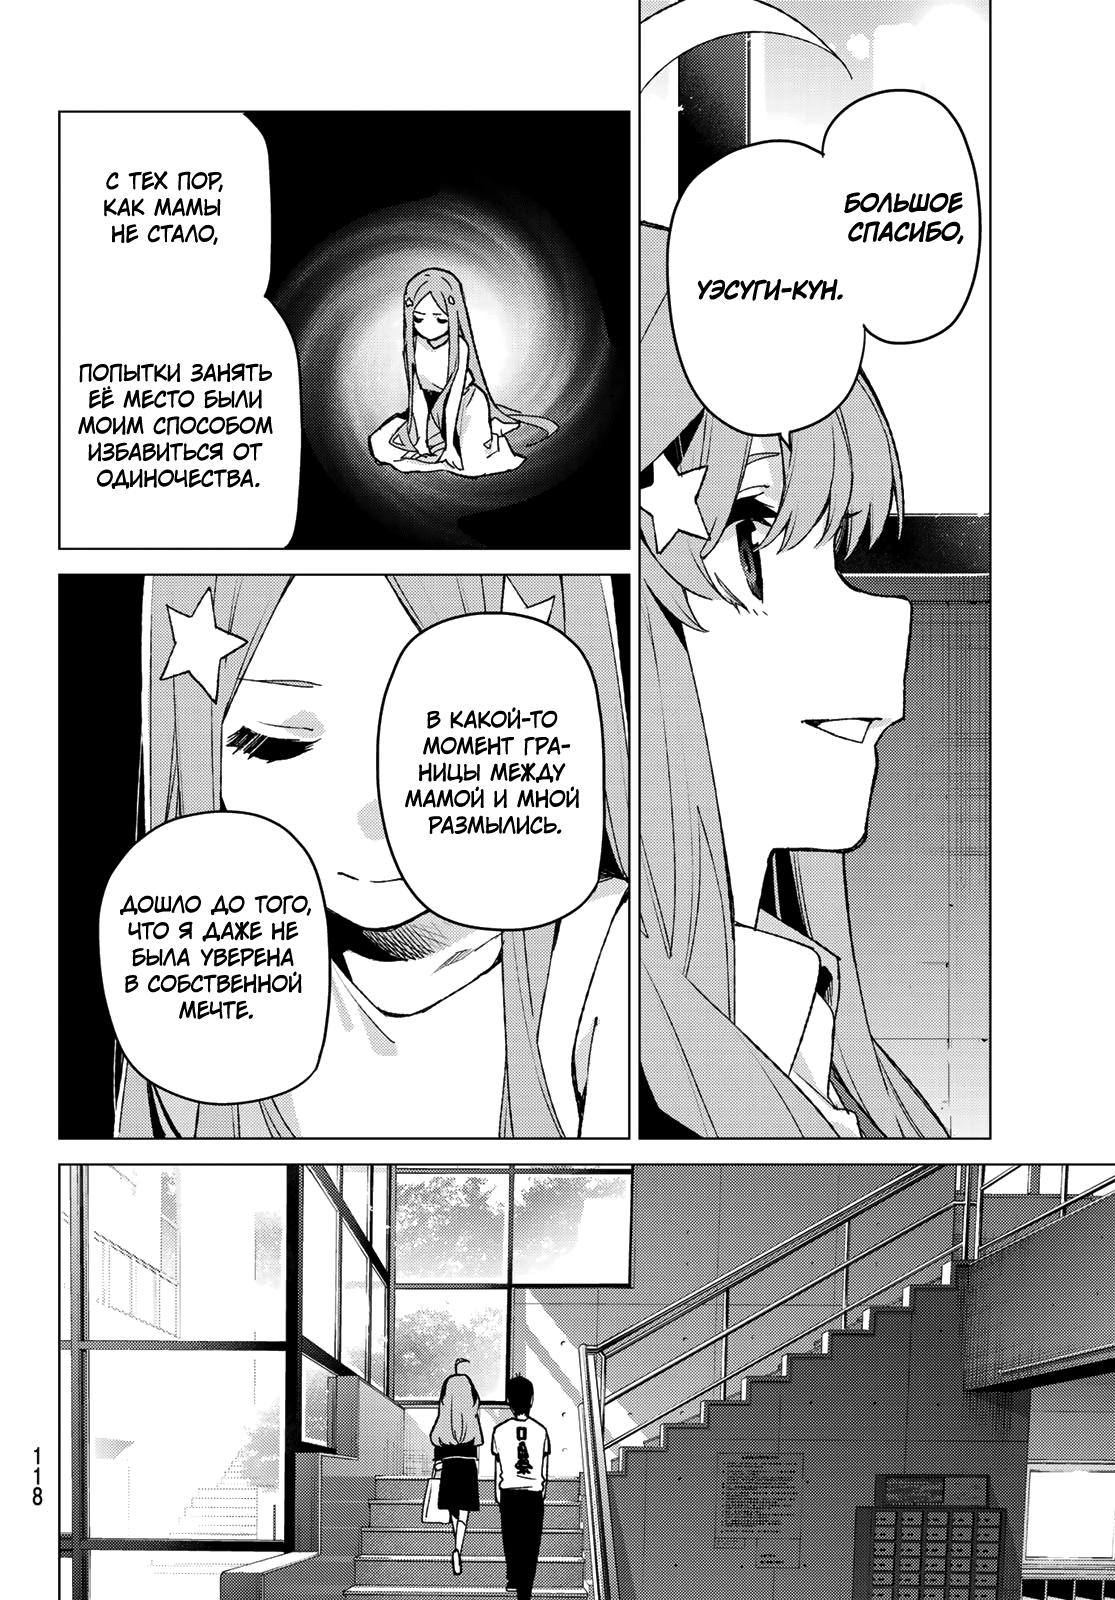 БОЛЬШОЕ
СПАСИБО,
УЭСУГИ-КУН.
С ТЕХ ПОР,
КАК МАМЫ
НЕ СТАЛО,
ПОПЫТКИ ЗАНЯТЬ
ЕЁ МЕСТО БЫЛИ
МОИМ СПОСОБОМ
ИЗБАВИТЬСЯ ОТ
ОДИНОЧЕСТВА.
В КАКОЙ-ТО
МОМЕНТ ГРА-
НИЦЫ МЕЖДУ
МАМОЙ И МНОЙ
РАЗМЫЛИСЬ.
ДОШЛО ДО ТОГО,
ЧТО Я ДАЖЕ НЕ
БЫЛА УВЕРЕНА
В СОБСТВЕННОЙ
МЕЧТЕ.
118